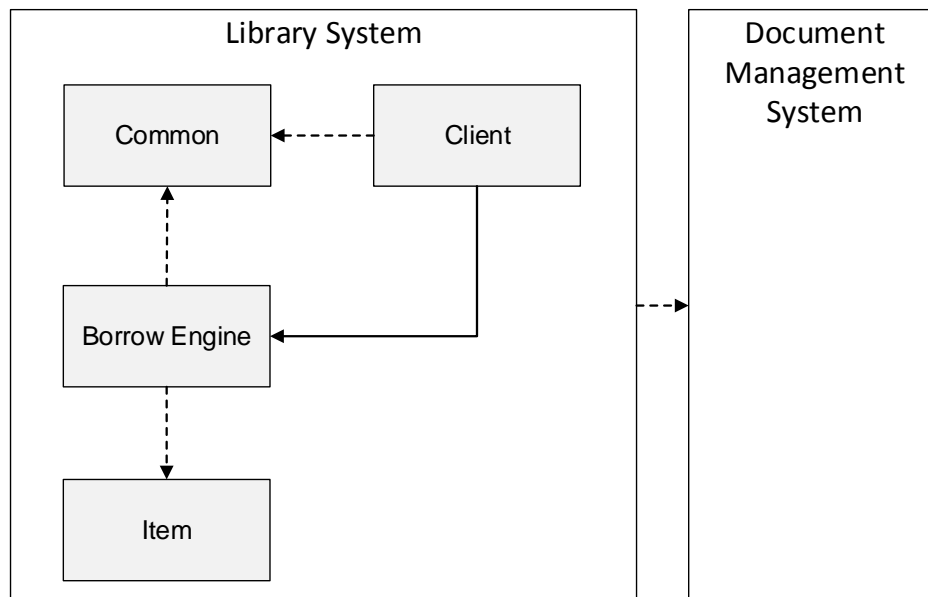 Library System
Document
Management
System
Common
Client
Borrow Engine
Item